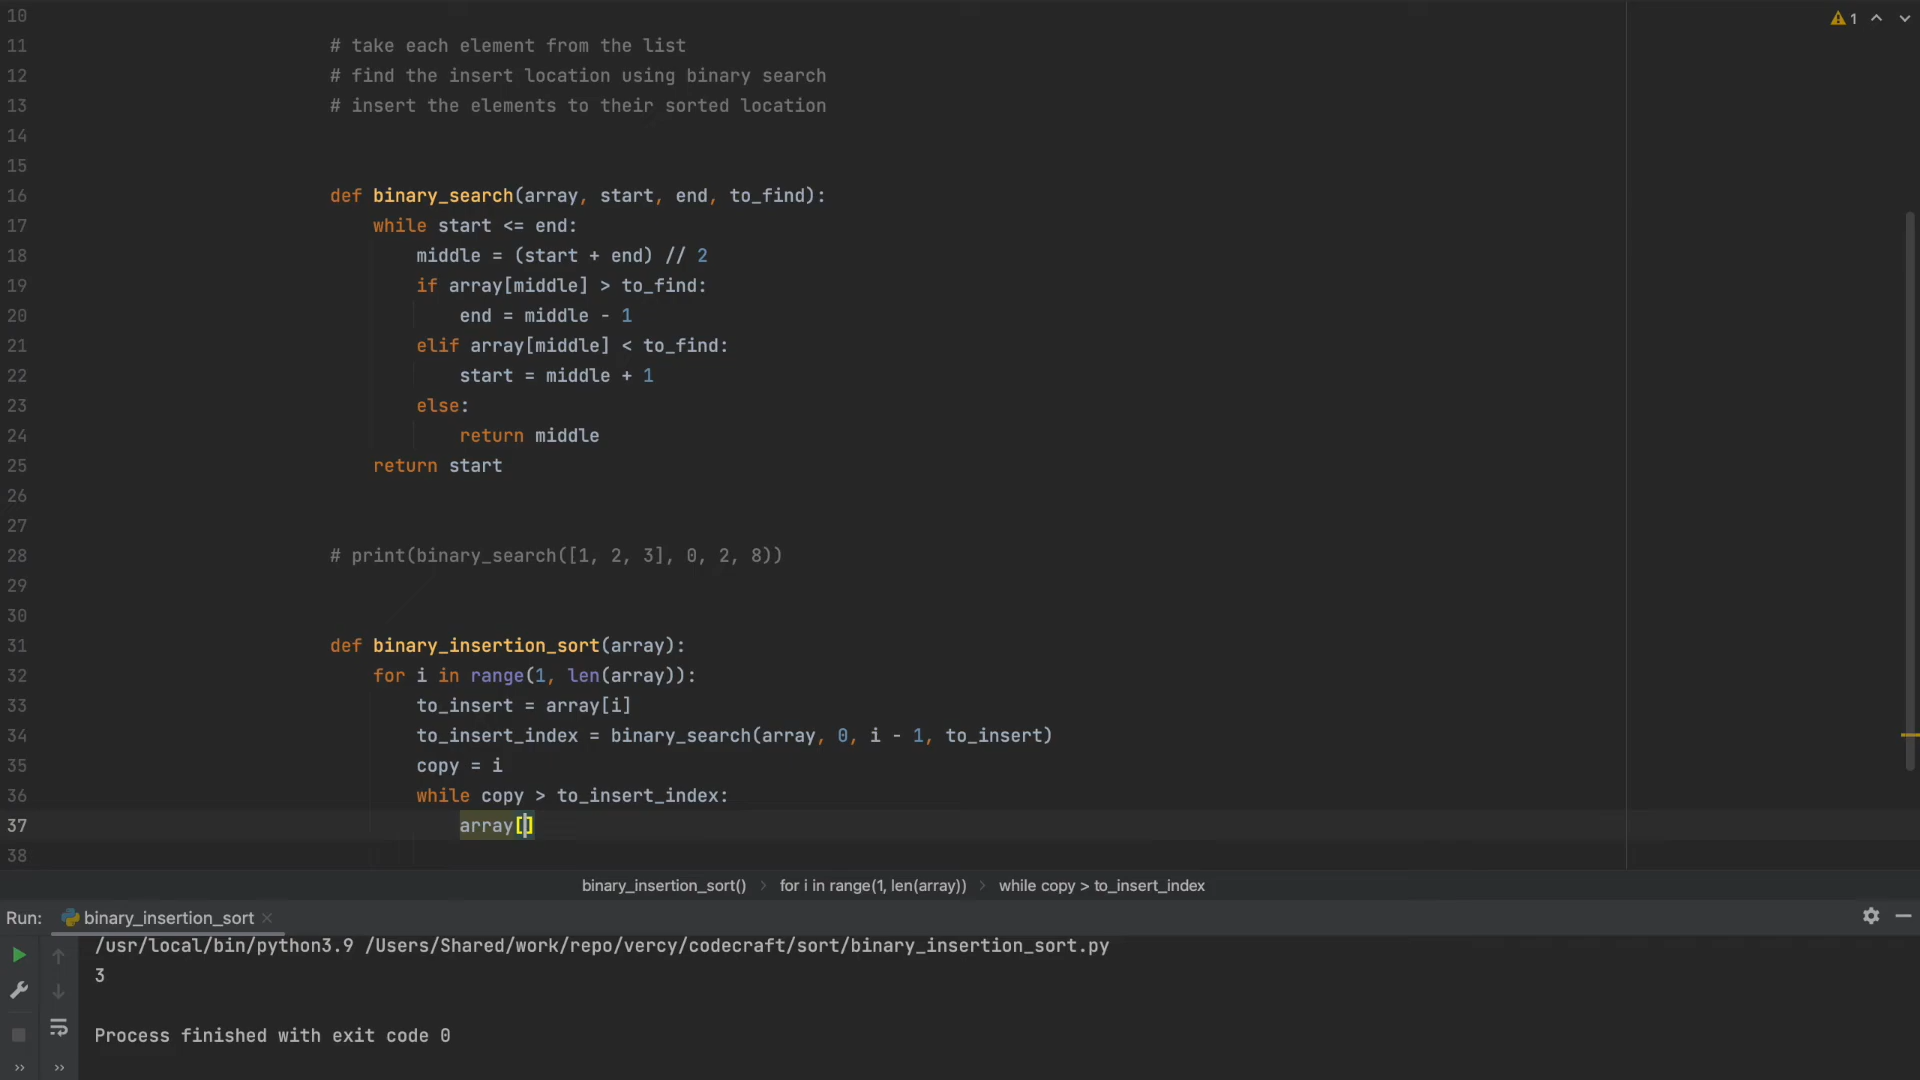 1
10
11 # take each element from the list
12 # find the insert location using binary search
13 # insert the elements to their sorted location
14
15
16 def binary_search(array, start, end, to_find):
17 while start <= end:
18 middle = (start + end) // 2
19 if array[middle] > to_find:
20 end = middle - 1
21 elif array[middle] < to_find:
22 start = middle + 1
23 else:
24 return middle
25 return start
26
27
28 # print(binary_search([1, 2, 3], 0, 2, 8))
29
30
31 def binary_insertion_sort(array):
32 for i in range(1, len(array)):
33 to_insert = array[i]
34 to_insert_index = binary_search(array, 0, i - 1, to_insert)
35 copy = i
36 while copy > to_insert_index:
37 array[]
38
binary_insertion_sort() › for i in range(1, len(array)) › while copy > to_insert_index
Run: binary_insertion_sort ×
/usr/local/bin/python3.9 /Users/Shared/work/repo/vercy/codecraft/sort/binary_insertion_sort.py
3
Process finished with exit code 0